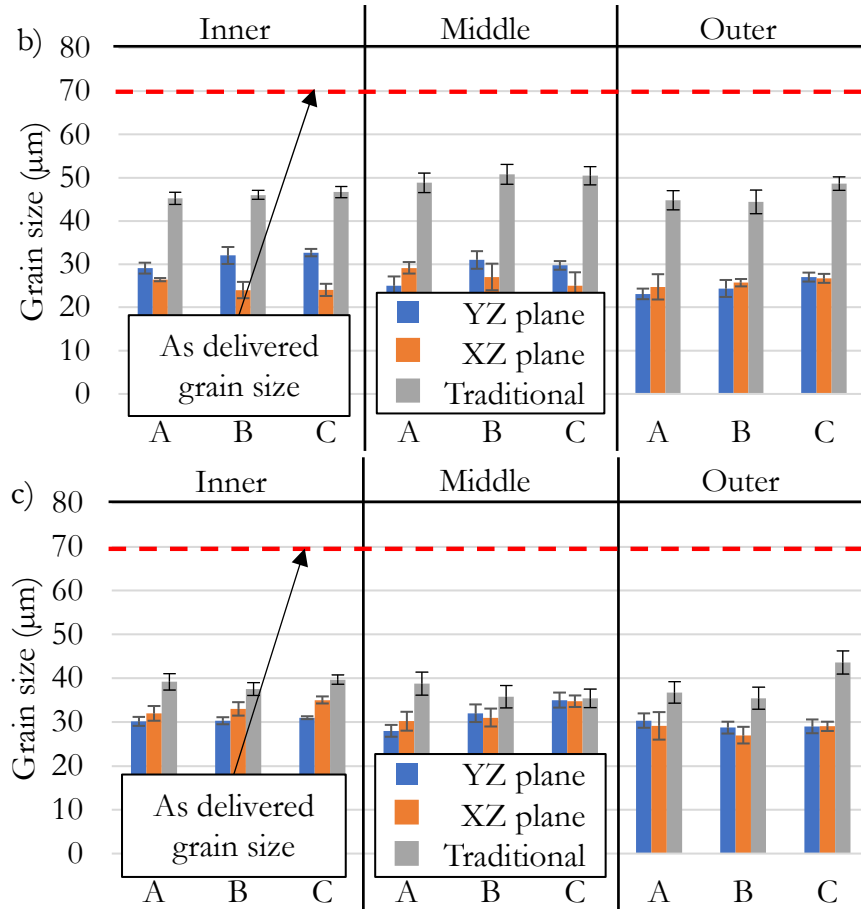 b)
Inner Middle Outer
Grain size (μm)
80
70
60
50
40
30
20
10
0
As delivered
grain size
YZ plane
XZ plane
Traditional
A B C A B C A B C
c)
Inner Middle Outer
Grain size (μm)
80
70
60
50
40
30
20
10
0
As delivered
grain size
YZ plane
XZ plane
Traditional
A B C A B C A B C